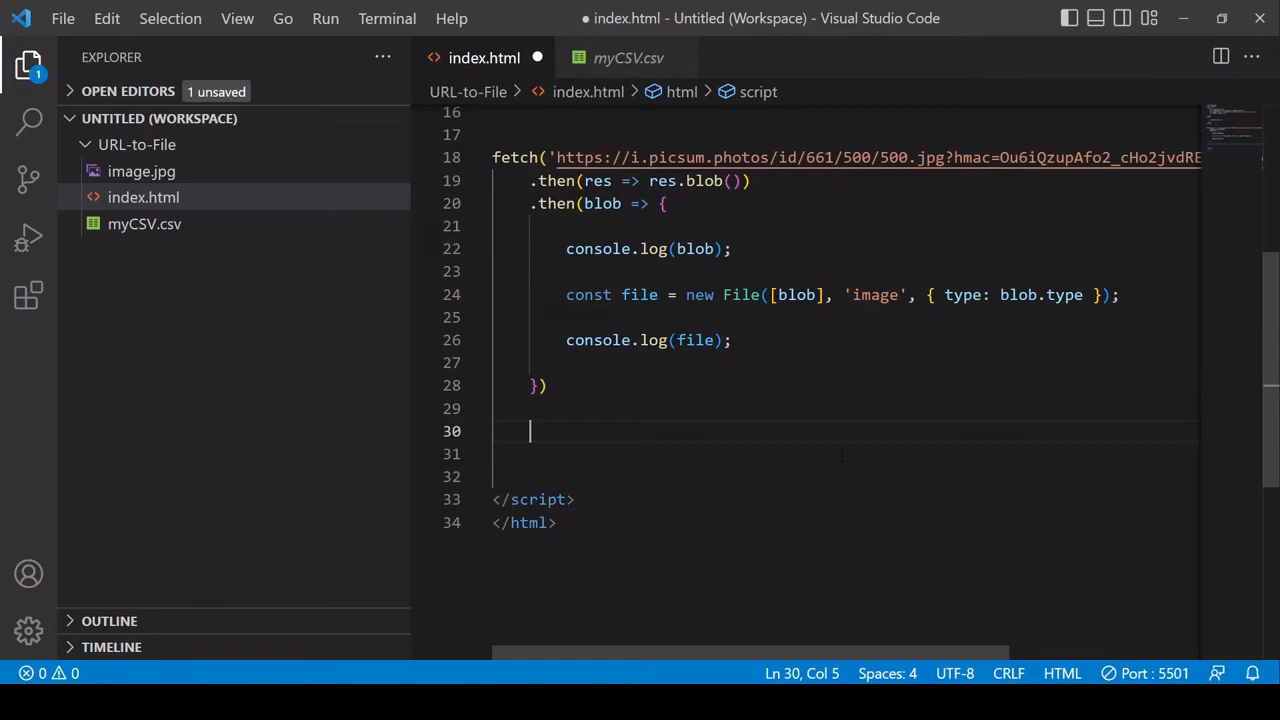 File Edit Selection View Go Run Terminal Help
● index.html - Untitled (Workspace) - Visual Studio Code
EXPLORER
OPEN EDITORS 1 unsaved
UNTITLED (WORKSPACE)
URL-to-File
image.jpg
index.html
myCSV.csv
OUTLINE
TIMELINE
1
index.html
myCSV.csv
URL-to-File > index.html > html > script
16
17
18 fetch('https://i.picsum.photos/id/661/500/500.jpg?hmac=Ou6iQzupAfo2_cHo2jvdRE
19 .then(res => res.blob())
20 .then(blob => {
21
22 console.log(blob);
23
24 const file = new File([blob], 'image', { type: blob.type });
25
26 console.log(file);
27
28 })
29
30
31
32
33 </script>
34 </html>
0 0
Ln 30, Col 5 Spaces: 4 UTF-8 CRLF HTML Port : 5501